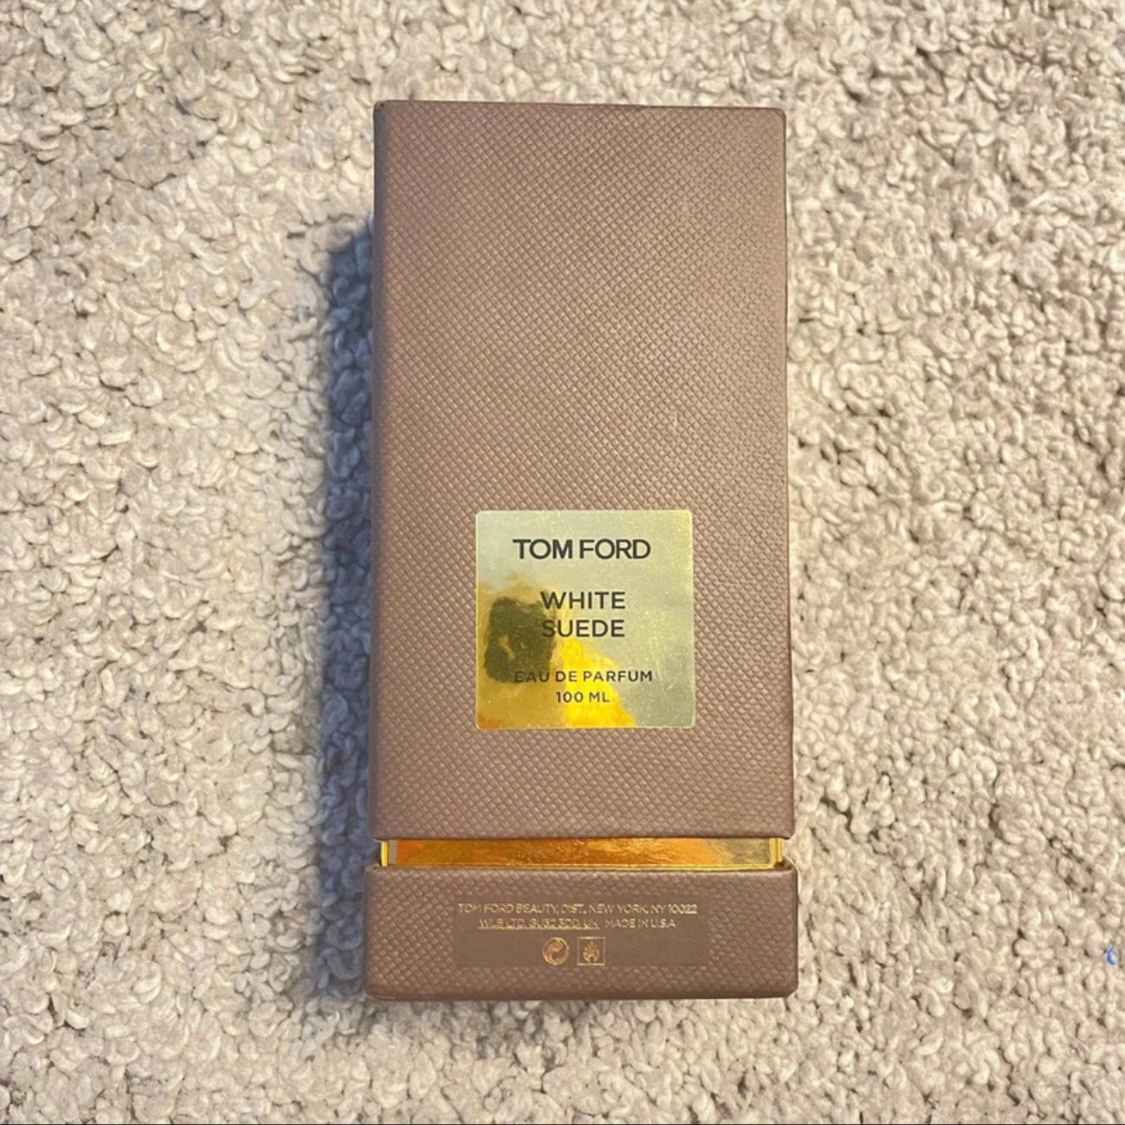 TOM FORD
WHITE
SUEDE
EAU DE PARFUM
100 ML
TOM FORD BEAUTY, DIST., NEW YORK, NY 10022
MADE IN U.S.A